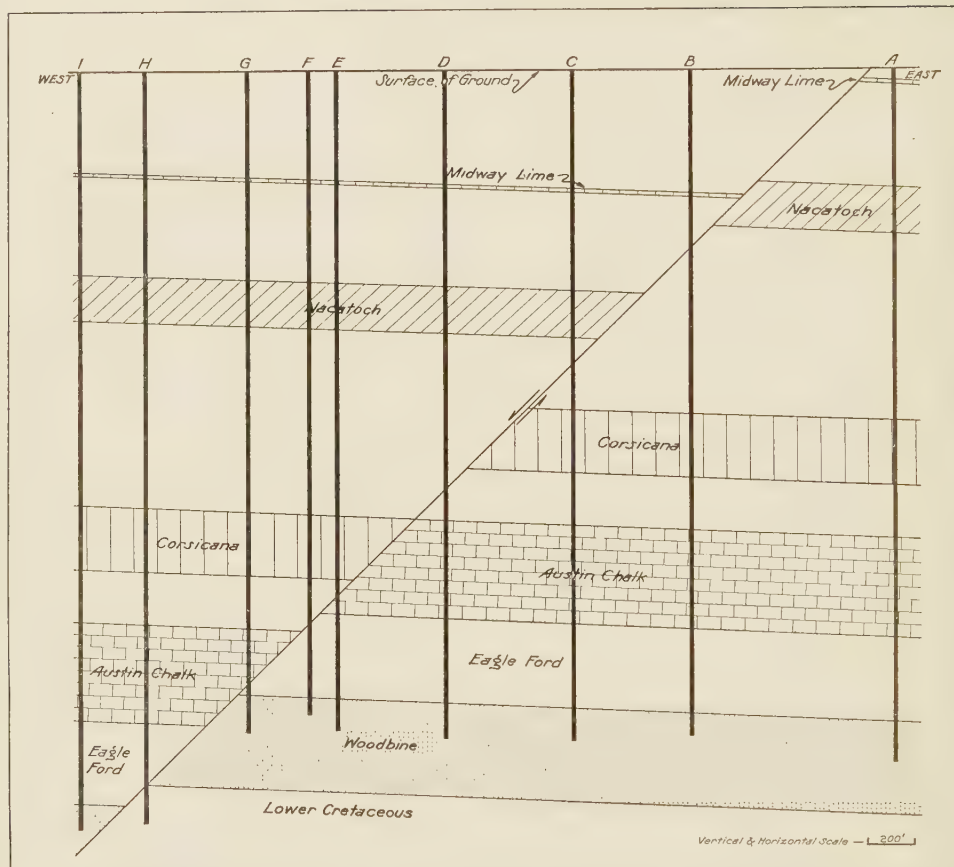 I H G F E D C B A
WEST Surface of Ground Midway Lime EAST
Midway Lime
Nacatoch
Nacatoch
Corsicana
Corsicana
Austin Chalk
Eagle Ford
Austin Chalk
Woodbine
Eagle
Ford
Lower Cretaceous
Vertical & Horizontal Scale — 200'